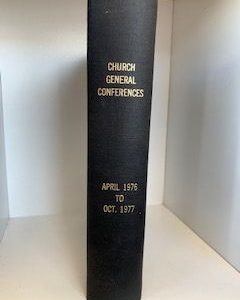 CHURCH
GENERAL
CONFERENCES
APRIL 1976
TO
OCT. 1977